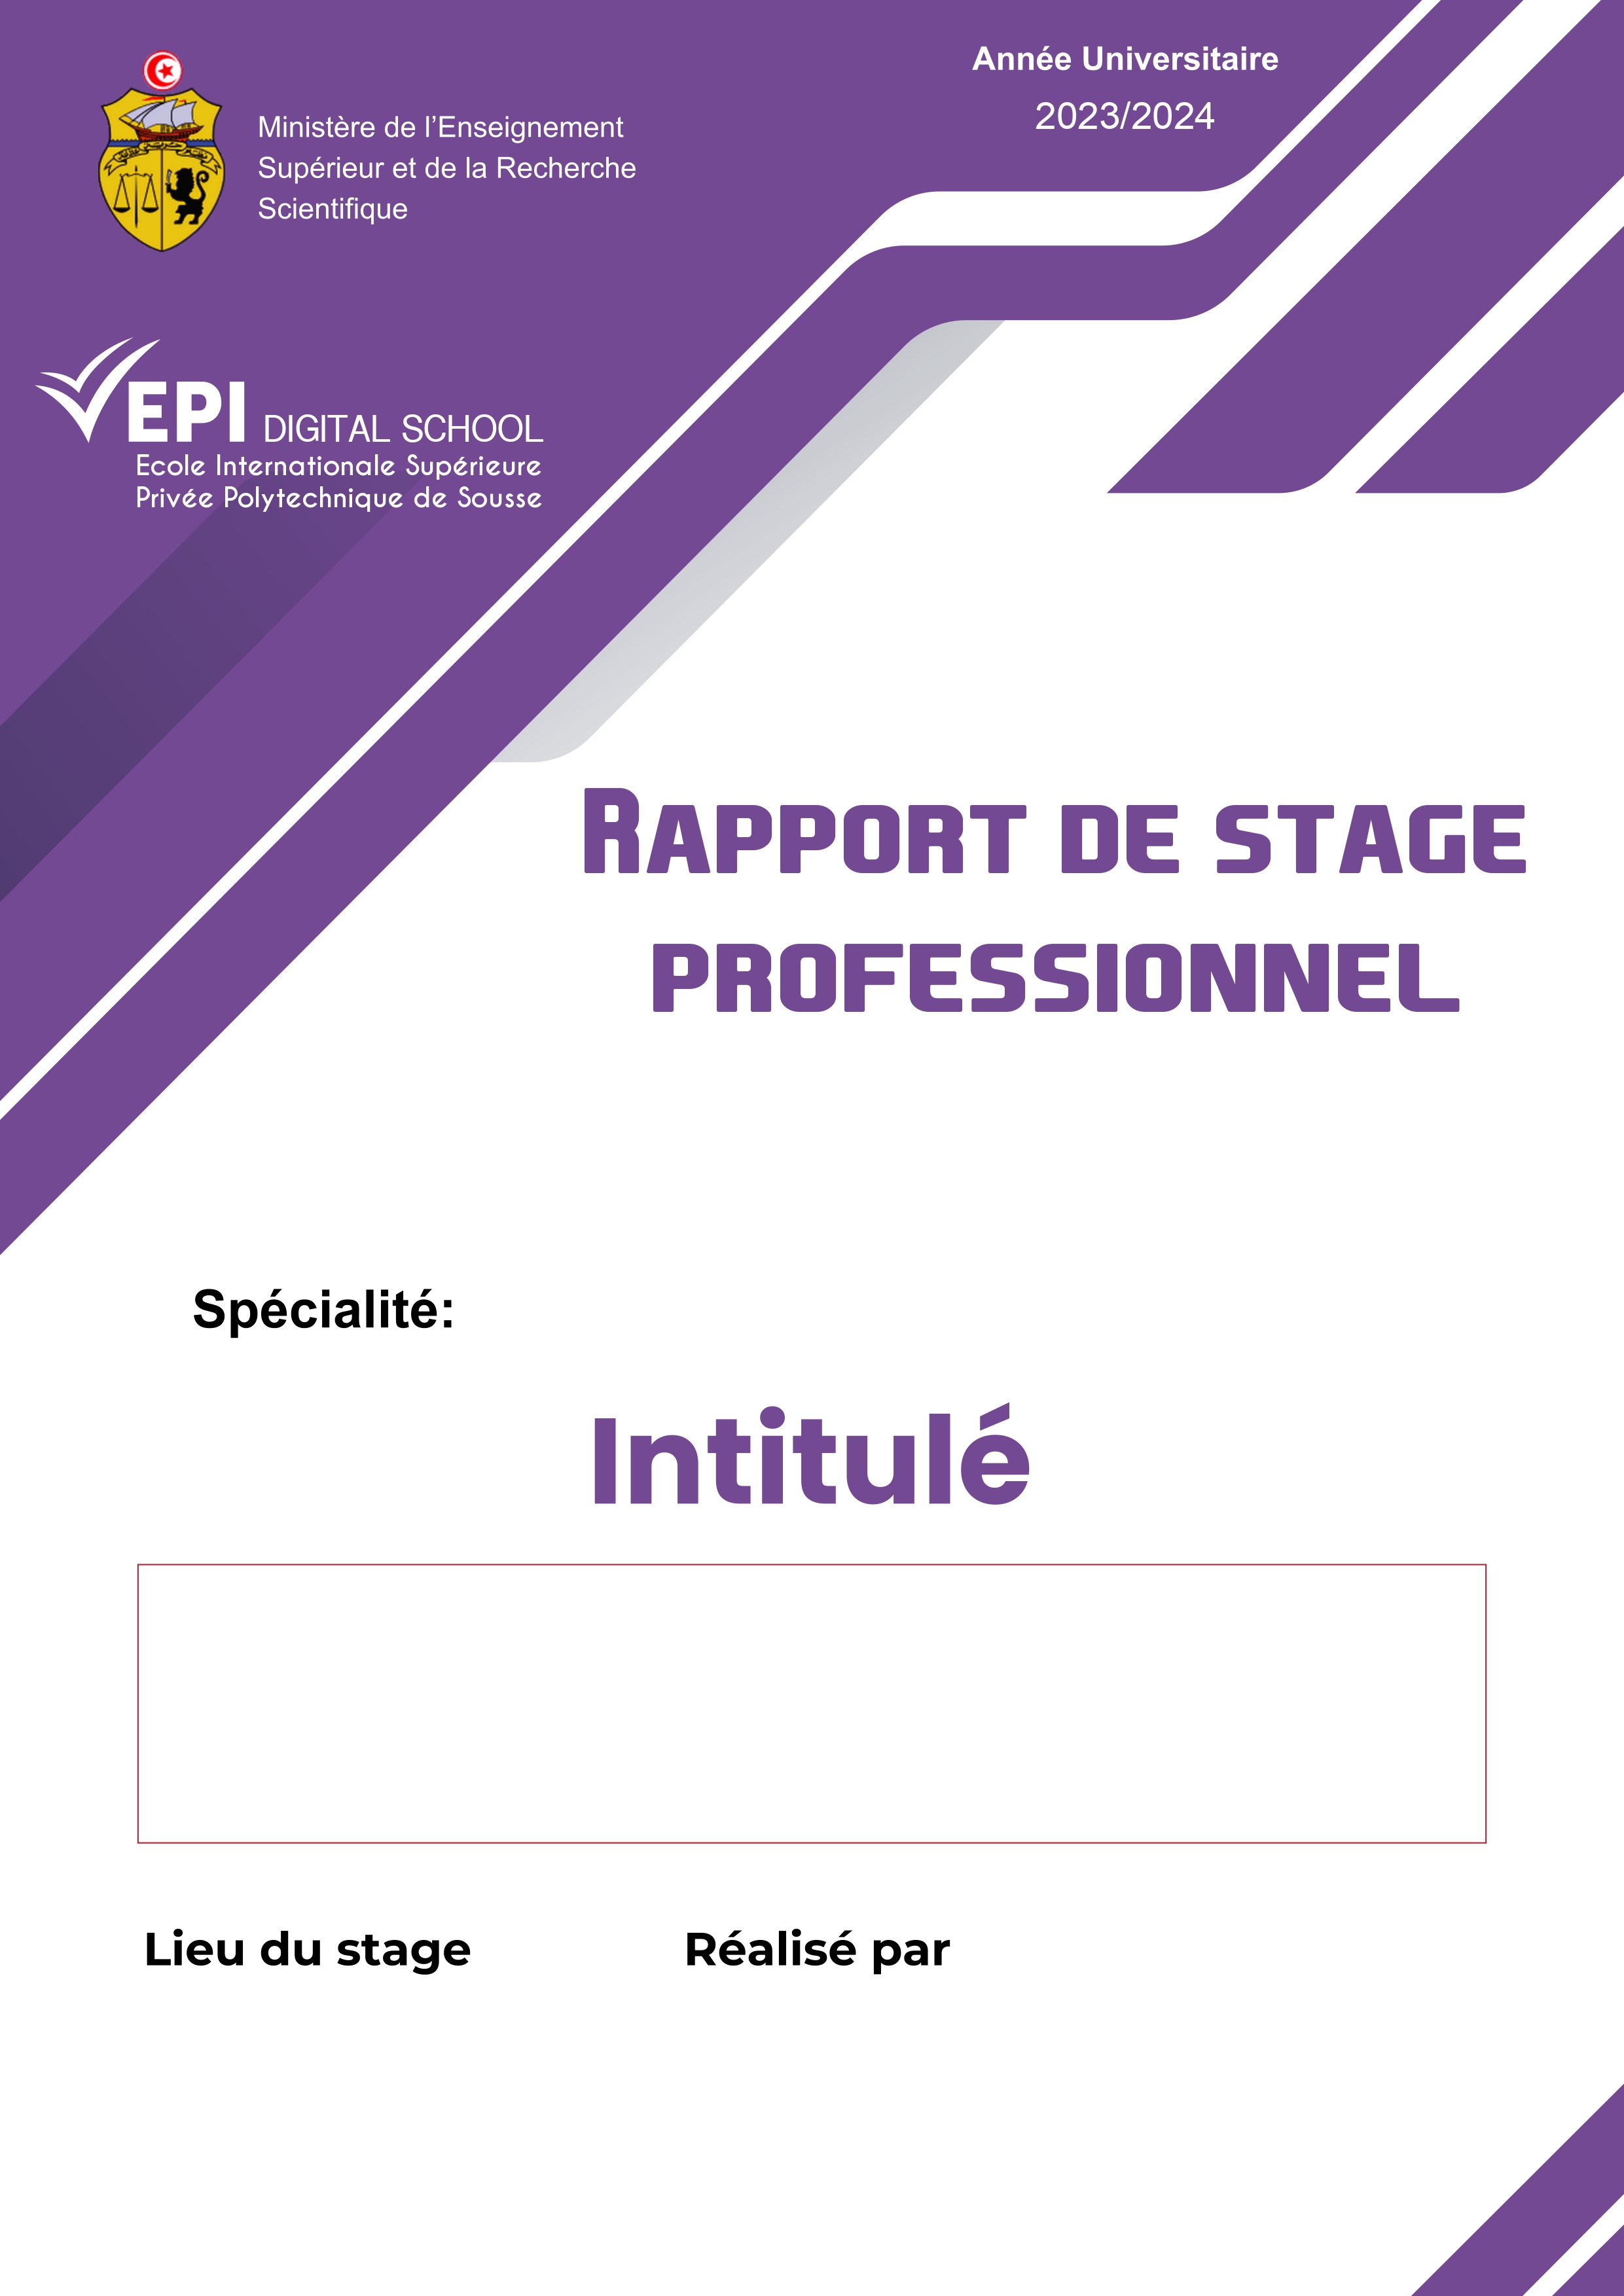 Année Universitaire
2023/2024
Ministère de l’Enseignement
Supérieur et de la Recherche
Scientifique
EPI DIGITAL SCHOOL
Ecole Internationale Supérieure
Privée Polytechnique de Sousse
RAPPORT DE STAGE
PROFESSIONNEL
Spécialité:
Intitulé
Lieu du stage
Réalisé par